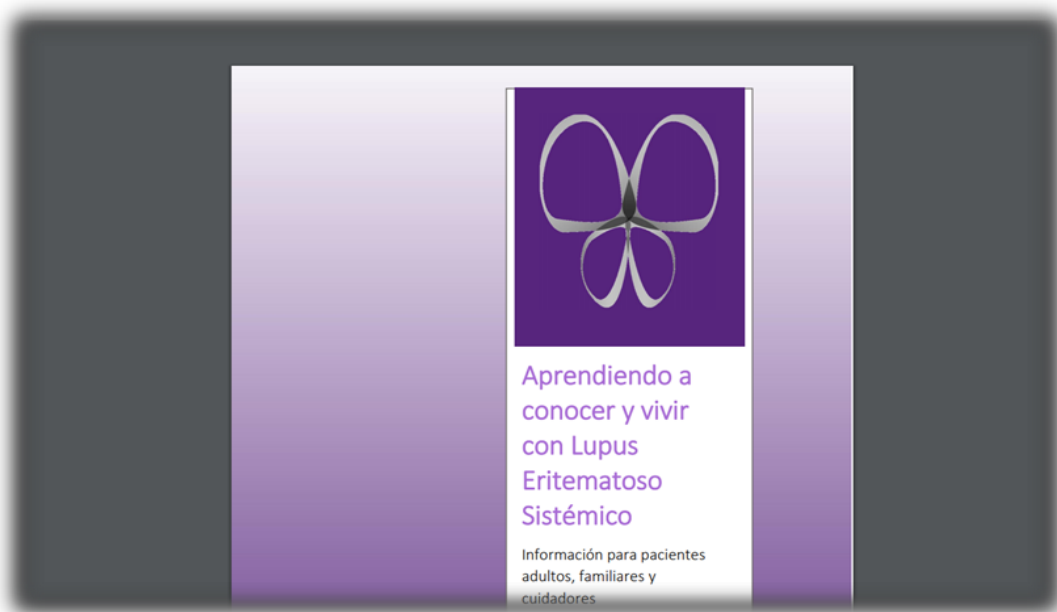 Aprendiendo a
conocer y vivir
con Lupus
Eritematoso
Sistémico
Información para pacientes
adultos, familiares y
cuidadores